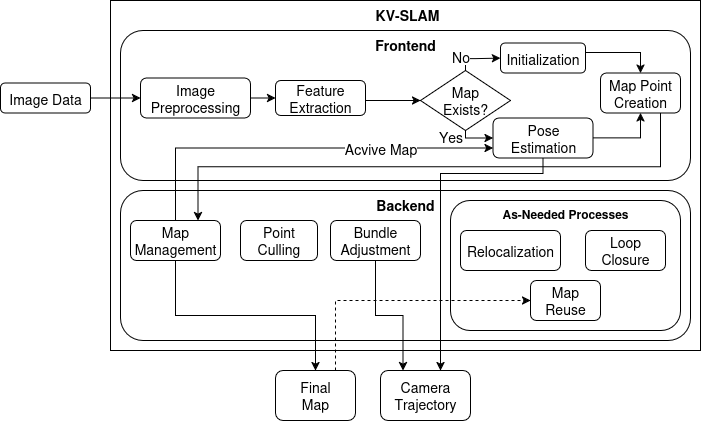 KV-SLAM
Frontend
No
Initialization
Image Data
Image
Preprocessing
Feature
Extraction
Map
Exists?
Map Point
Creation
Yes
Pose
Estimation
Acvive Map
Backend
As-Needed Processes
Map
Management
Point
Culling
Bundle
Adjustment
Relocalization
Loop
Closure
Map
Reuse
Final
Map
Camera
Trajectory